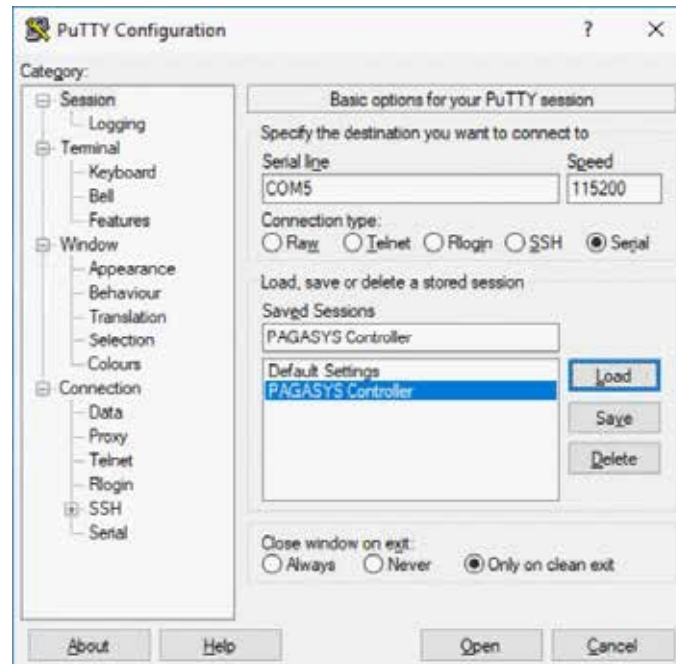 PuTTY Configuration
? ×
Category:
Session
Logging
Terminal
Keyboard
Bell
Features
Window
Appearance
Behaviour
Translation
Selection
Colours
Connection
Data
Proxy
Telnet
Rlogin
SSH
Serial
Basic options for your PuTTY session
Specify the destination you want to connect to
Serial line Speed
COM5 115200
Connection type:
Raw Telnet Rlogin SSH Serial
Load, save or delete a stored session
Saved Sessions
PAGASYS Controller
Default Settings
PAGASYS Controller
Load
Save
Delete
Close window on exit:
Always Never Only on clean exit
About Help Open Cancel